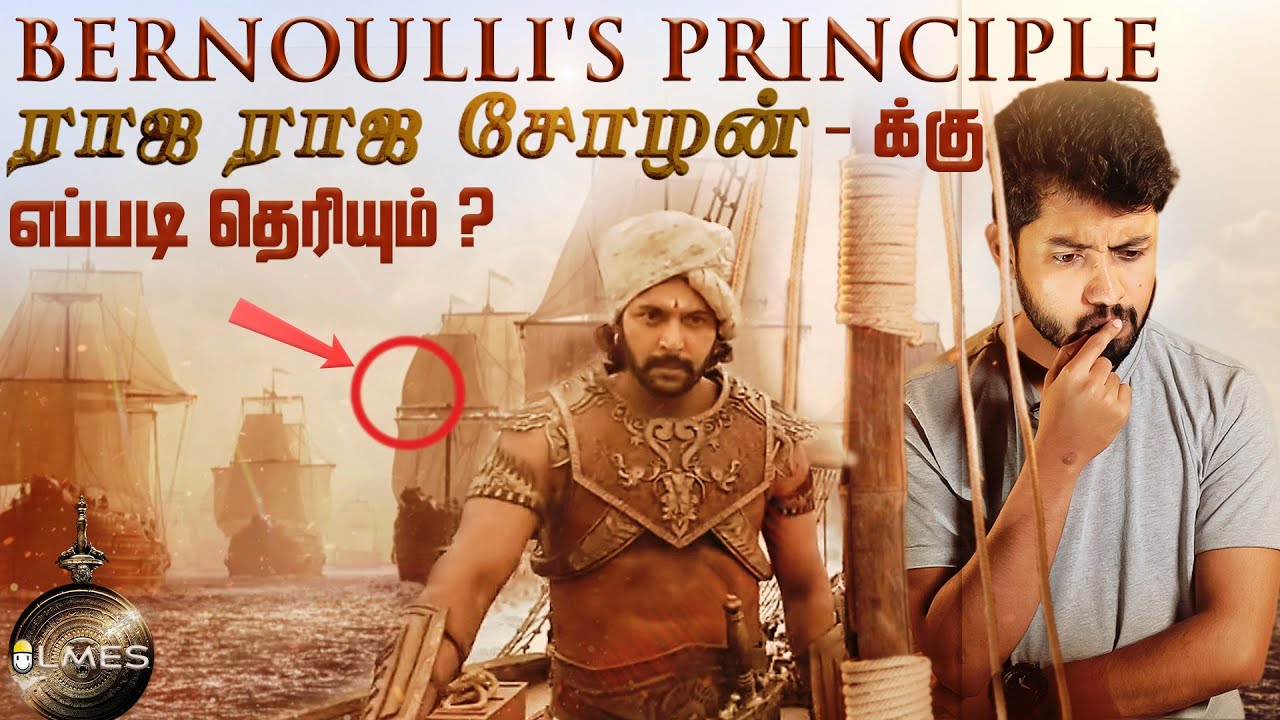 BERNOULLI'S PRINCIPLE
ராஜ ராஜ சோழன் - க்கு
எப்படி தெரியும் ?
LMES